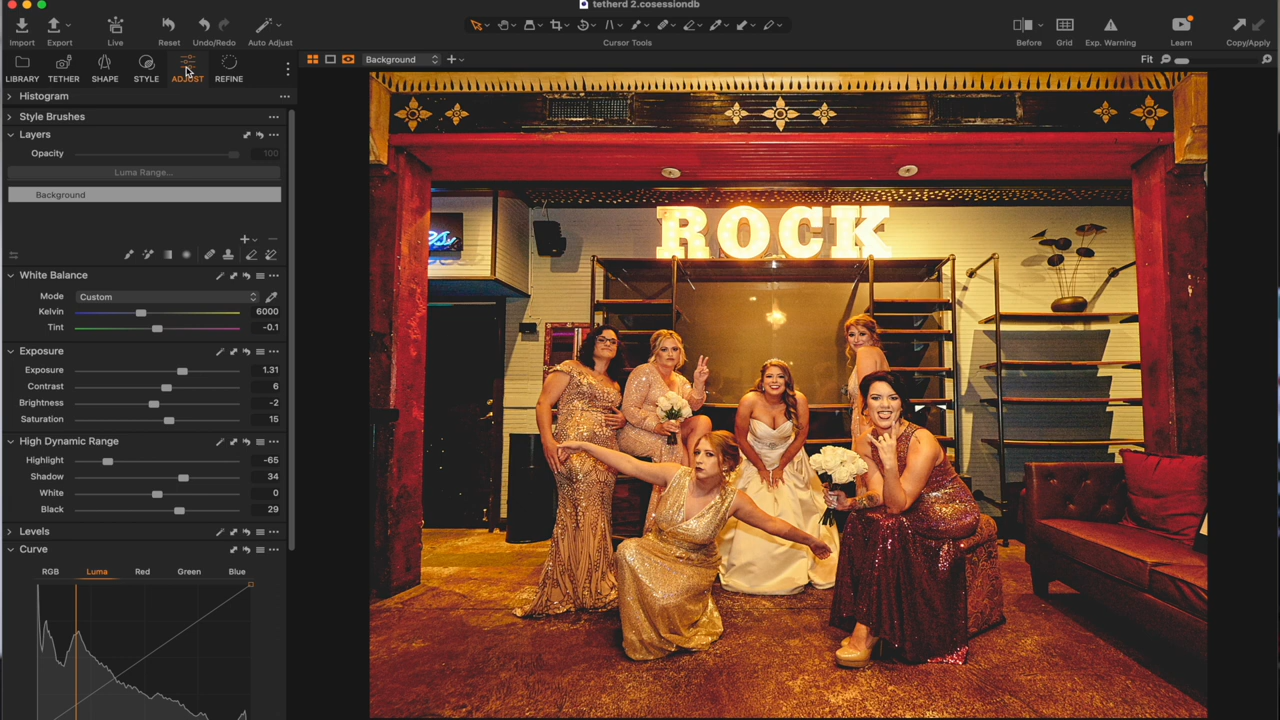 tetherd 2.cosessiondb
Import Export Live Reset Undo/Redo Auto Adjust Cursor Tools Before Grid Exp. Warning Learn Copy/Apply
LIBRARY TETHER SHAPE STYLE ADJUST REFINE
Background Fit
Histogram
Style Brushes
Layers
Opacity 100
Luma Range...
Background
White Balance
Mode Custom
Kelvin 6000
Tint -0.1
Exposure
Exposure 1.31
Contrast 6
Brightness -2
Saturation 15
High Dynamic Range
Highlight -65
Shadow 34
White 0
Black 29
Levels
Curve
RGB Luma Red Green Blue
ROCK